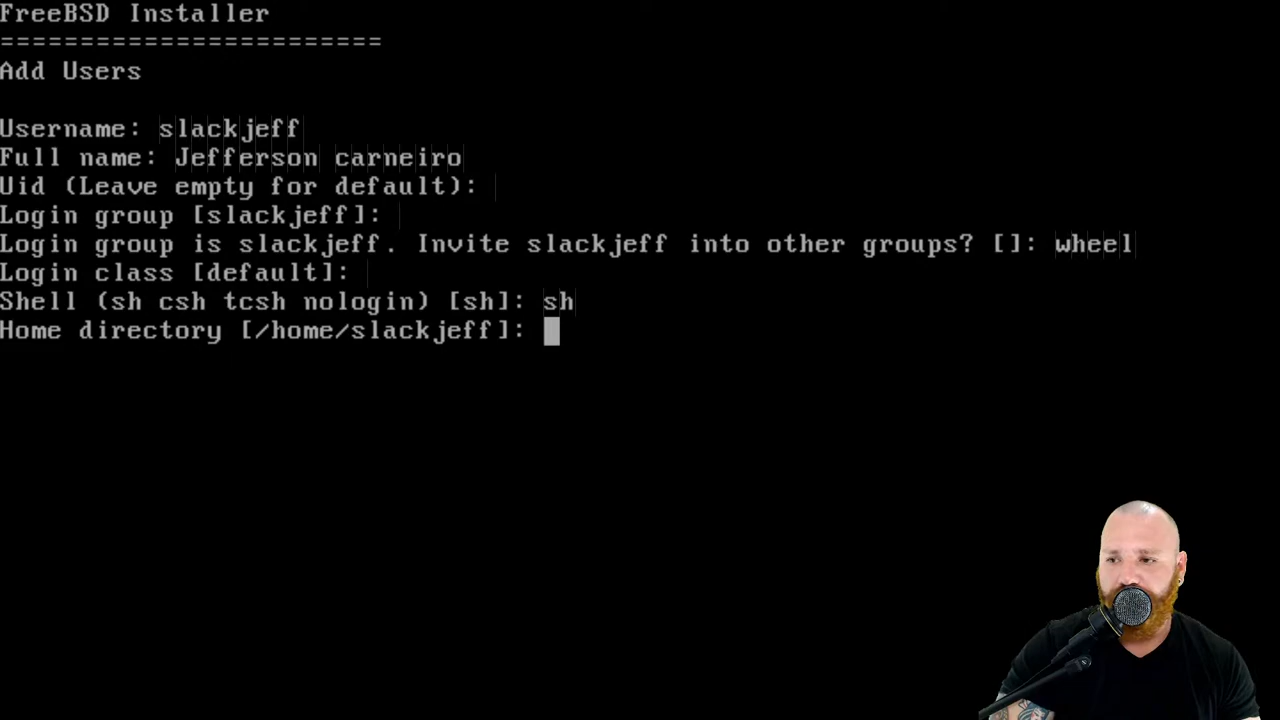 FreeBSD Installer
========================
Add Users
Username: slackjeff
Full name: Jefferson carneiro
Uid (Leave empty for default):
Login group [slackjeff]:
Login group is slackjeff. Invite slackjeff into other groups? []: wheel
Login class [default]:
Shell (sh csh tcsh nologin) [sh]: sh
Home directory [/home/slackjeff]: